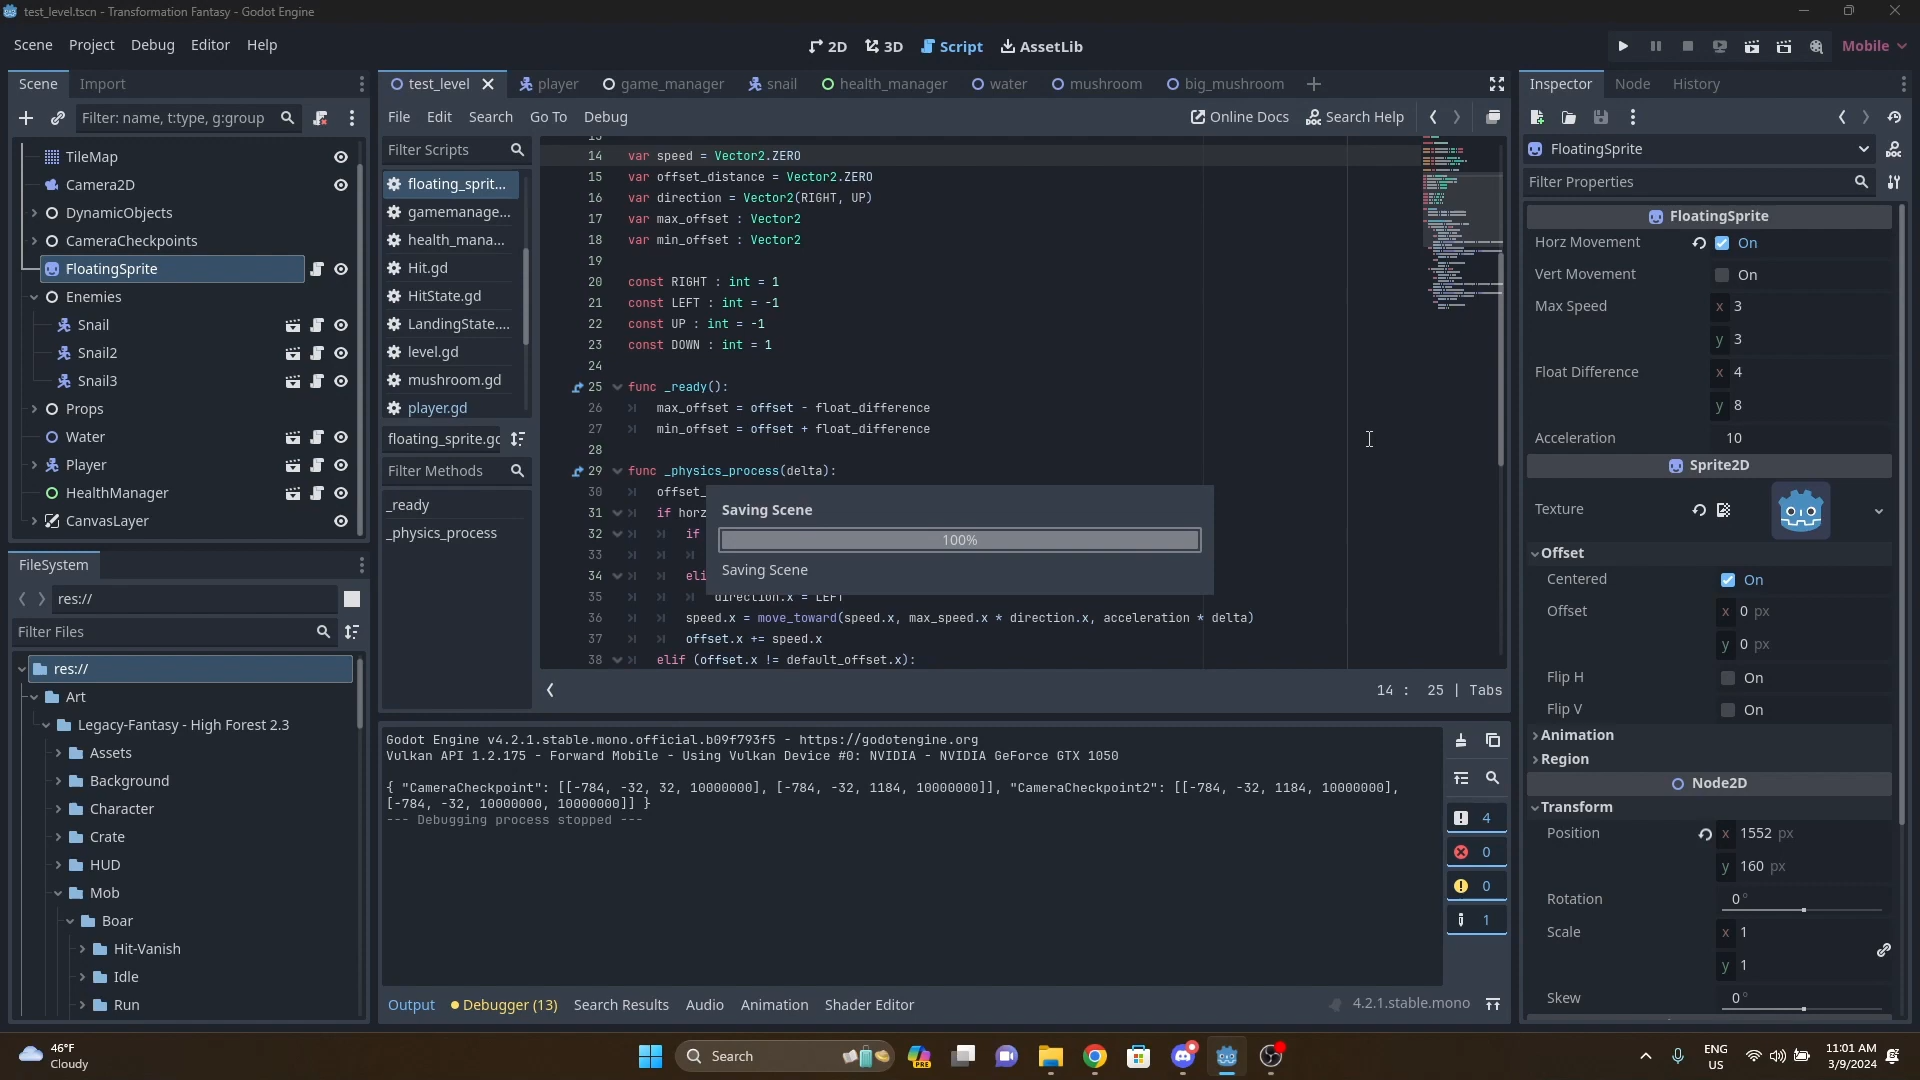 test_level.tscn - Transformation Fantasy - Godot Engine
Scene Project Debug Editor Help
2D 3D Script AssetLib
Mobile
Scene Import
Filter: name, t:type, g:group
TileMap
Camera2D
DynamicObjects
CameraCheckpoints
FloatingSprite
Enemies
Snail
Snail2
Snail3
Props
Water
Player
HealthManager
CanvasLayer
FileSystem
res://
Filter Files
res://
Art
Legacy-Fantasy - High Forest 2.3
Assets
Background
Character
Crate
HUD
Mob
Boar
Hit-Vanish
Idle
Run
test_level player game_manager snail health_manager water mushroom big_mushroom
File Edit Search Go To Debug
Online Docs Search Help
Filter Scripts
floating_sprit...
gamemanage...
health_mana...
Hit.gd
HitState.gd
LandingState....
level.gd
mushroom.gd
player.gd
floating_sprite.gd
Filter Methods
_ready
_physics_process
14 var speed = Vector2.ZERO
15 var offset_distance = Vector2.ZERO
16 var direction = Vector2(RIGHT, UP)
17 var max_offset : Vector2
18 var min_offset : Vector2
19
20 const RIGHT : int = 1
21 const LEFT : int = -1
22 const UP : int = -1
23 const DOWN : int = 1
24
25 func _ready():
26 max_offset = offset - float_difference
27 min_offset = offset + float_difference
28
29 func _physics_process(delta):
30 offset_
31 if horz
32 if
33
34 eli
35 direction.x = LEFT
36 speed.x = move_toward(speed.x, max_speed.x * direction.x, acceleration * delta)
37 offset.x += speed.x
38 elif (offset.x != default_offset.x):
Saving Scene
100%
Saving Scene
14 : 25 | Tabs
Godot Engine v4.2.1.stable.mono.official.b09f793f5 - https://godotengine.org
Vulkan API 1.2.175 - Forward Mobile - Using Vulkan Device #0: NVIDIA - NVIDIA GeForce GTX 1050
{ "CameraCheckpoint": [[-784, -32, 32, 10000000], [-784, -32, 1184, 10000000]], "CameraCheckpoint2": [[-784, -32, 1184, 10000000],
[-784, -32, 10000000, 10000000]] }
--- Debugging process stopped ---
4
0
0
1
Output Debugger (13) Search Results Audio Animation Shader Editor
4.2.1.stable.mono
Inspector Node History
FloatingSprite
Filter Properties
FloatingSprite
Horz Movement On
Vert Movement On
Max Speed x 3
y 3
Float Difference x 4
y 8
Acceleration 10
Sprite2D
Texture
Offset
Centered On
Offset x 0 px
y 0 px
Flip H On
Flip V On
Animation
Region
Node2D
Transform
Position x 1552 px
y 160 px
Rotation 0 °
Scale x 1
y 1
Skew 0 °
46°F
Cloudy
Search
PRE
ENG
US
11:01 AM
3/9/2024